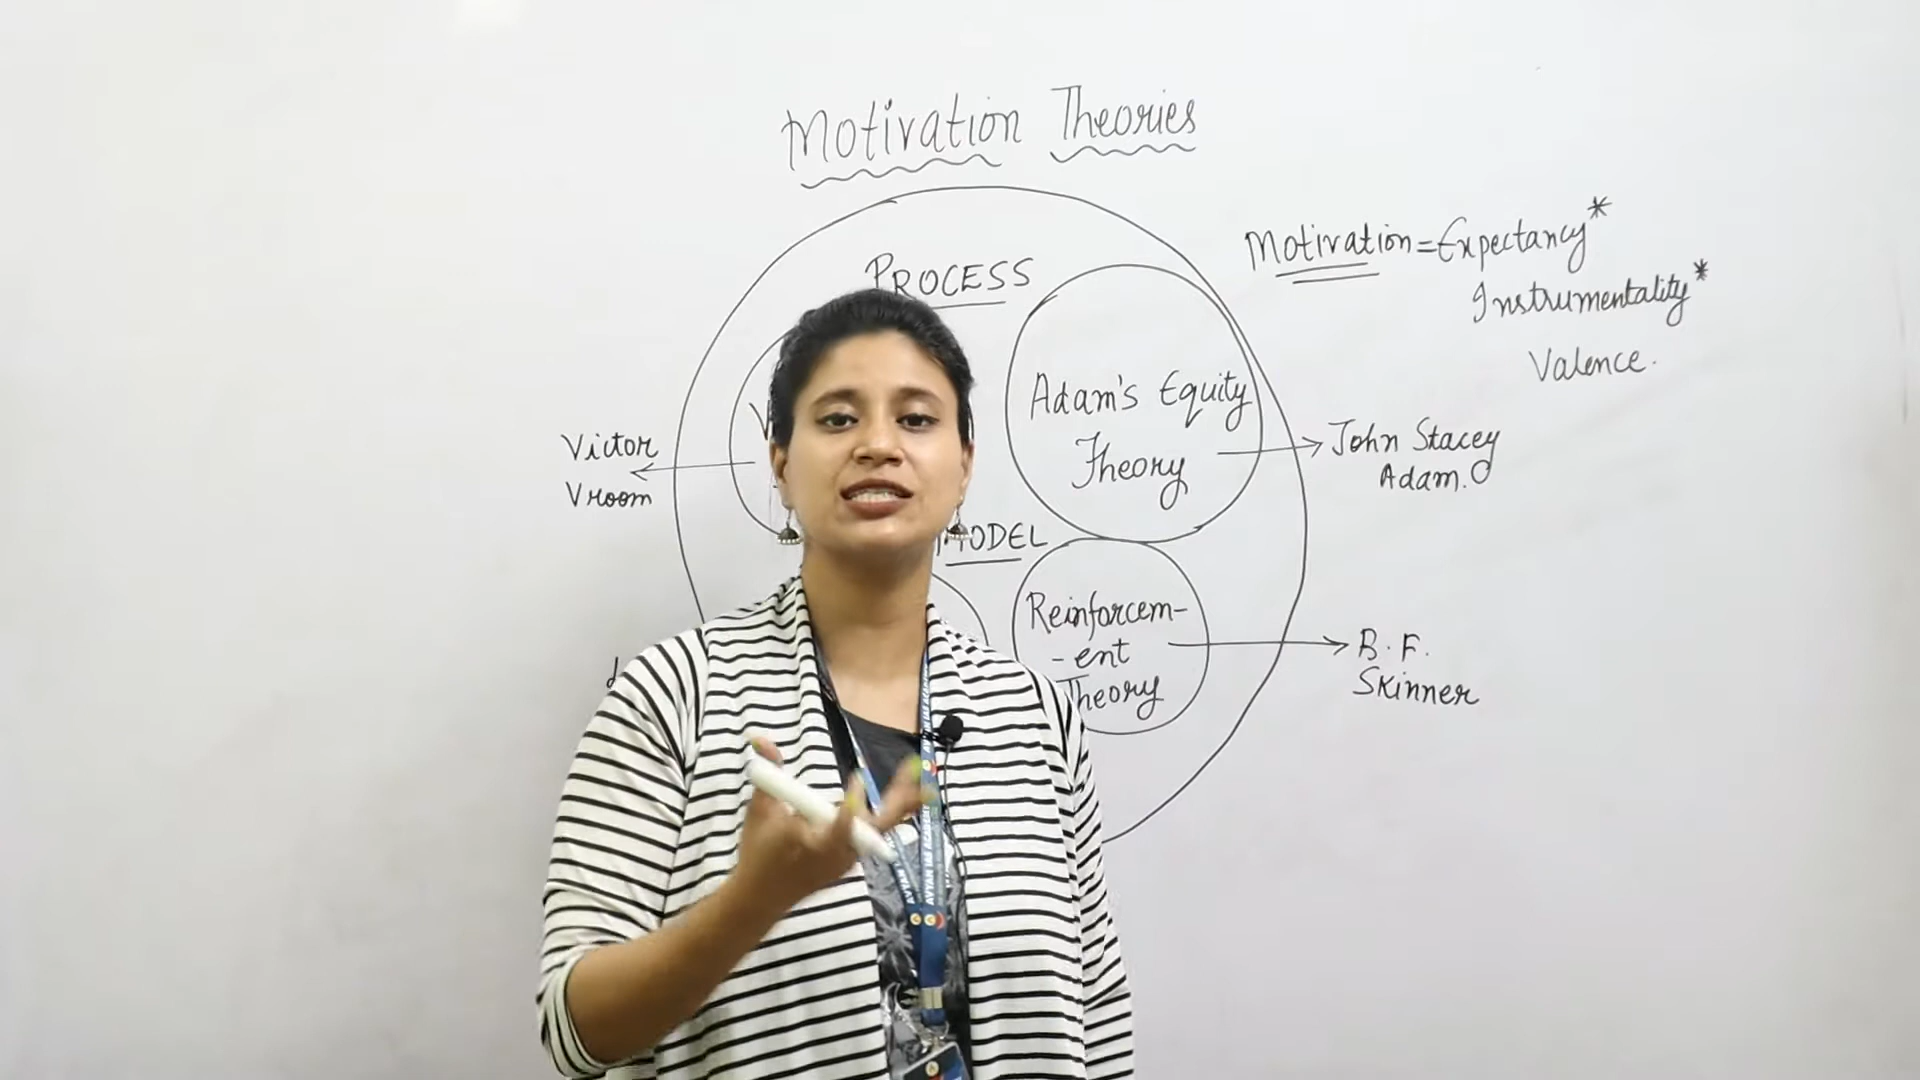 Motivation Theories
PROCESS
Motivation = Expectancy*
Instrumentality*
Valence.
Victor
Vroom
Adam's Equity
Theory
John Stacey
Adam.
MODEL
Reinforcem-
-ent
Theory
B. F.
Skinner